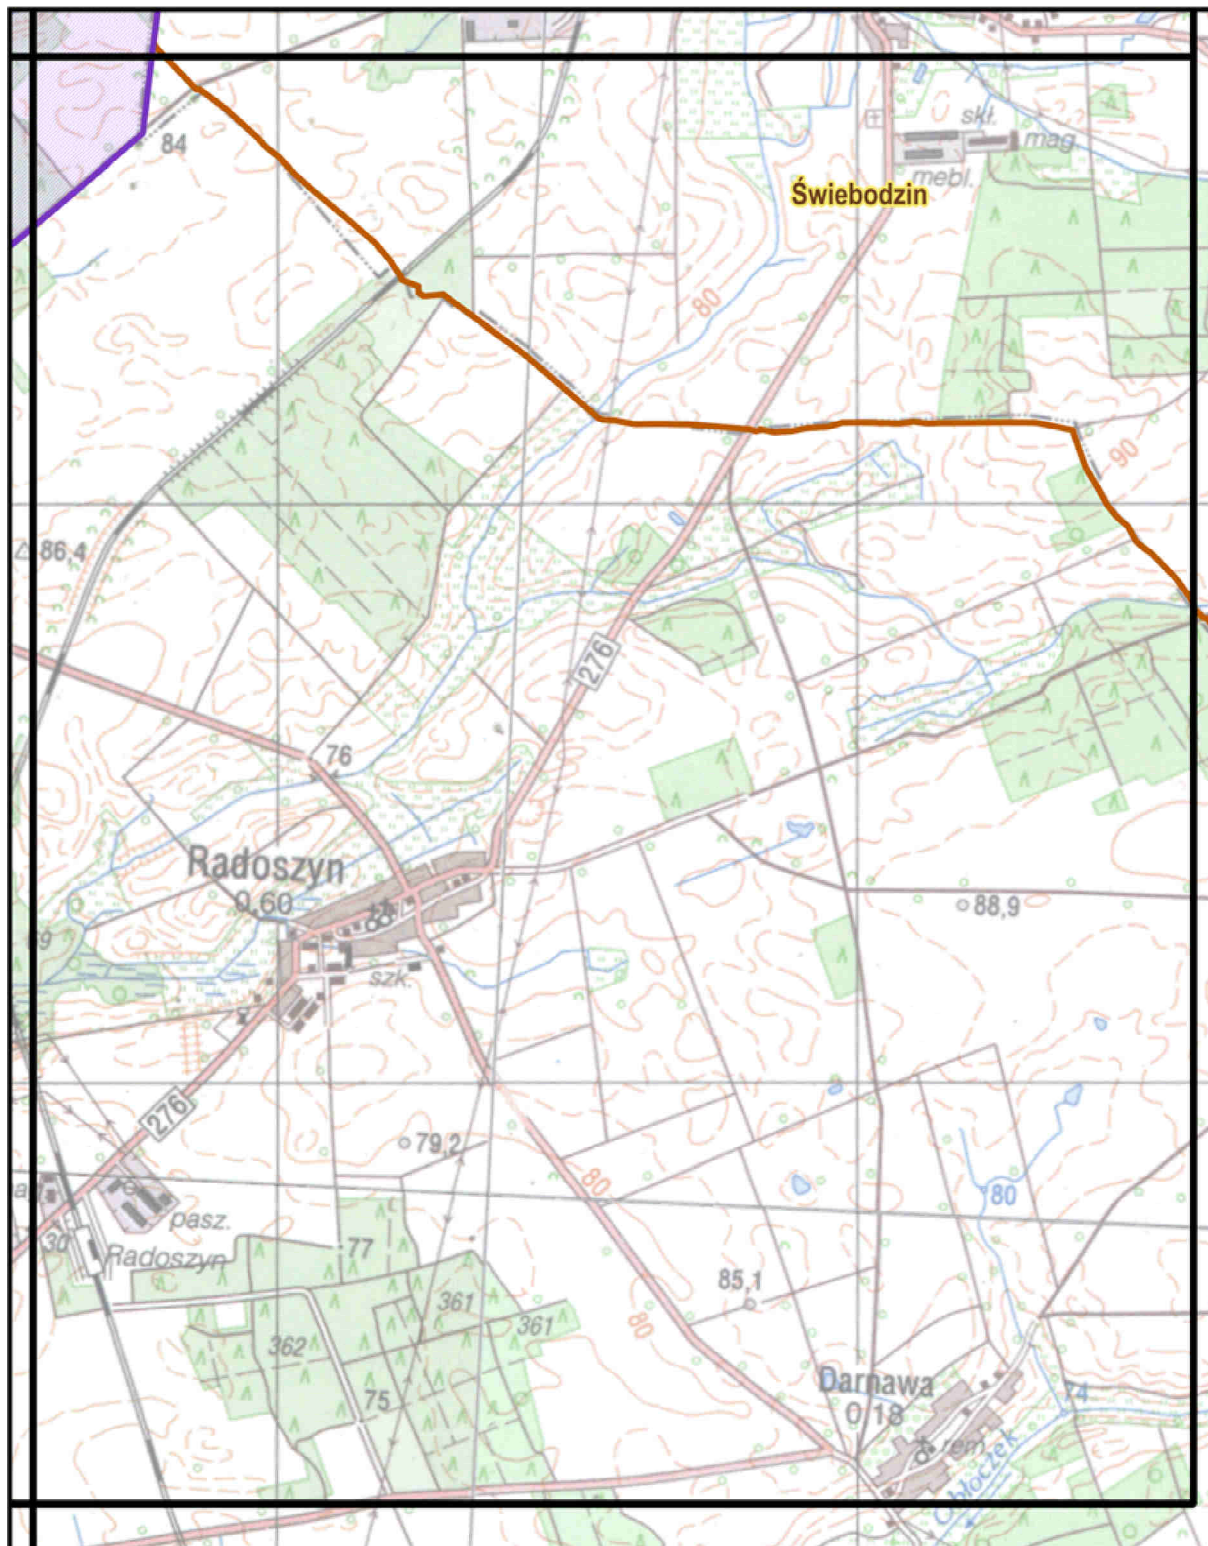 84
skł.
mag
mebl.
Świebodzin
80
90
86,4
276
76
Radoszyn
0,60
88,9
szk.
276
79,2
80
80
pasz.
30
Radoszyn
77
85,1
361
80
361
362
Darnawa
0,18
75
74
rem.
Ołoboczek